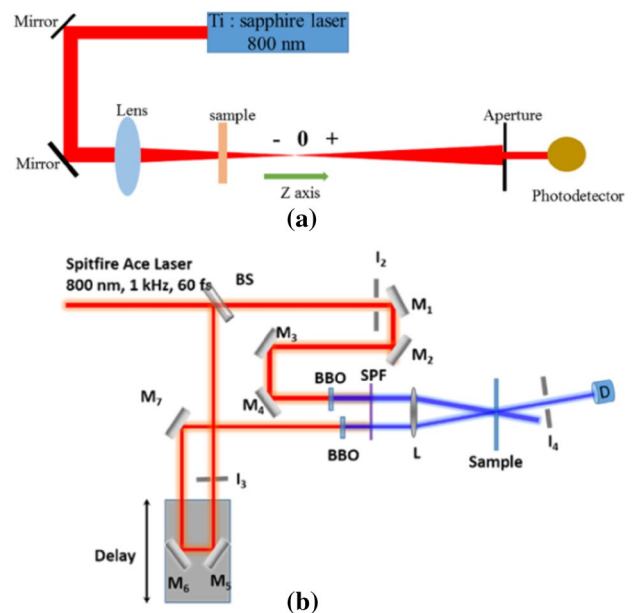 Mirror
Ti : sapphire laser
800 nm
Lens
sample
- 0 +
Aperture
Mirror
Z axis
Photodetector
(a)
Spitfire Ace Laser
800 nm, 1 kHz, 60 fs
BS
I₂
M₁
M₃
M₂
BBO
SPF
M₄
M₇
D
BBO
L
I₄
Sample
I₃
Delay
M₆
M₅
(b)